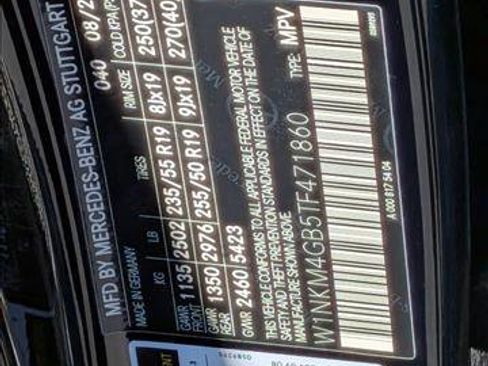 MFD BY MERCEDES-BENZ AG STUTTGART
MADE IN GERMANY 040 08/2
KG LB TIRES RIM SIZE COLD KPA(P
GAWR FRONT 1135 2502 235/55 R19 8Jx19 250(37
GAWR REAR 1350 2976 255/50 R19 9Jx19 270(40
GVWR 2460 5423
THIS VEHICLE CONFORMS TO ALL APPLICABLE FEDERAL MOTOR VEHICLE
SAFETY AND THEFT PREVENTION STANDARDS IN EFFECT ON THE DATE OF
MANUFACTURE SHOWN ABOVE. TYPE: MPV
W1NKM4GB5TF471860
A 000 817 54 04